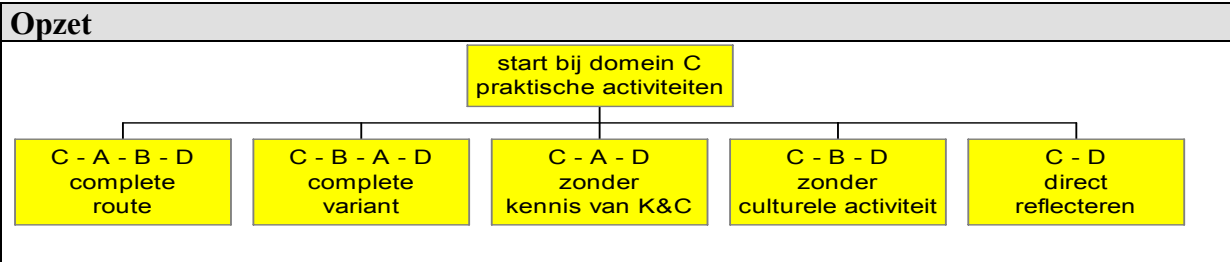 Opzet
start bij domein C
praktische activiteiten
C - A - B - D
complete
route
C - B - A - D
complete
variant
C - A - D
zonder
kennis van K&C
C - B - D
zonder
culturele activiteit
C - D
direct
reflecteren